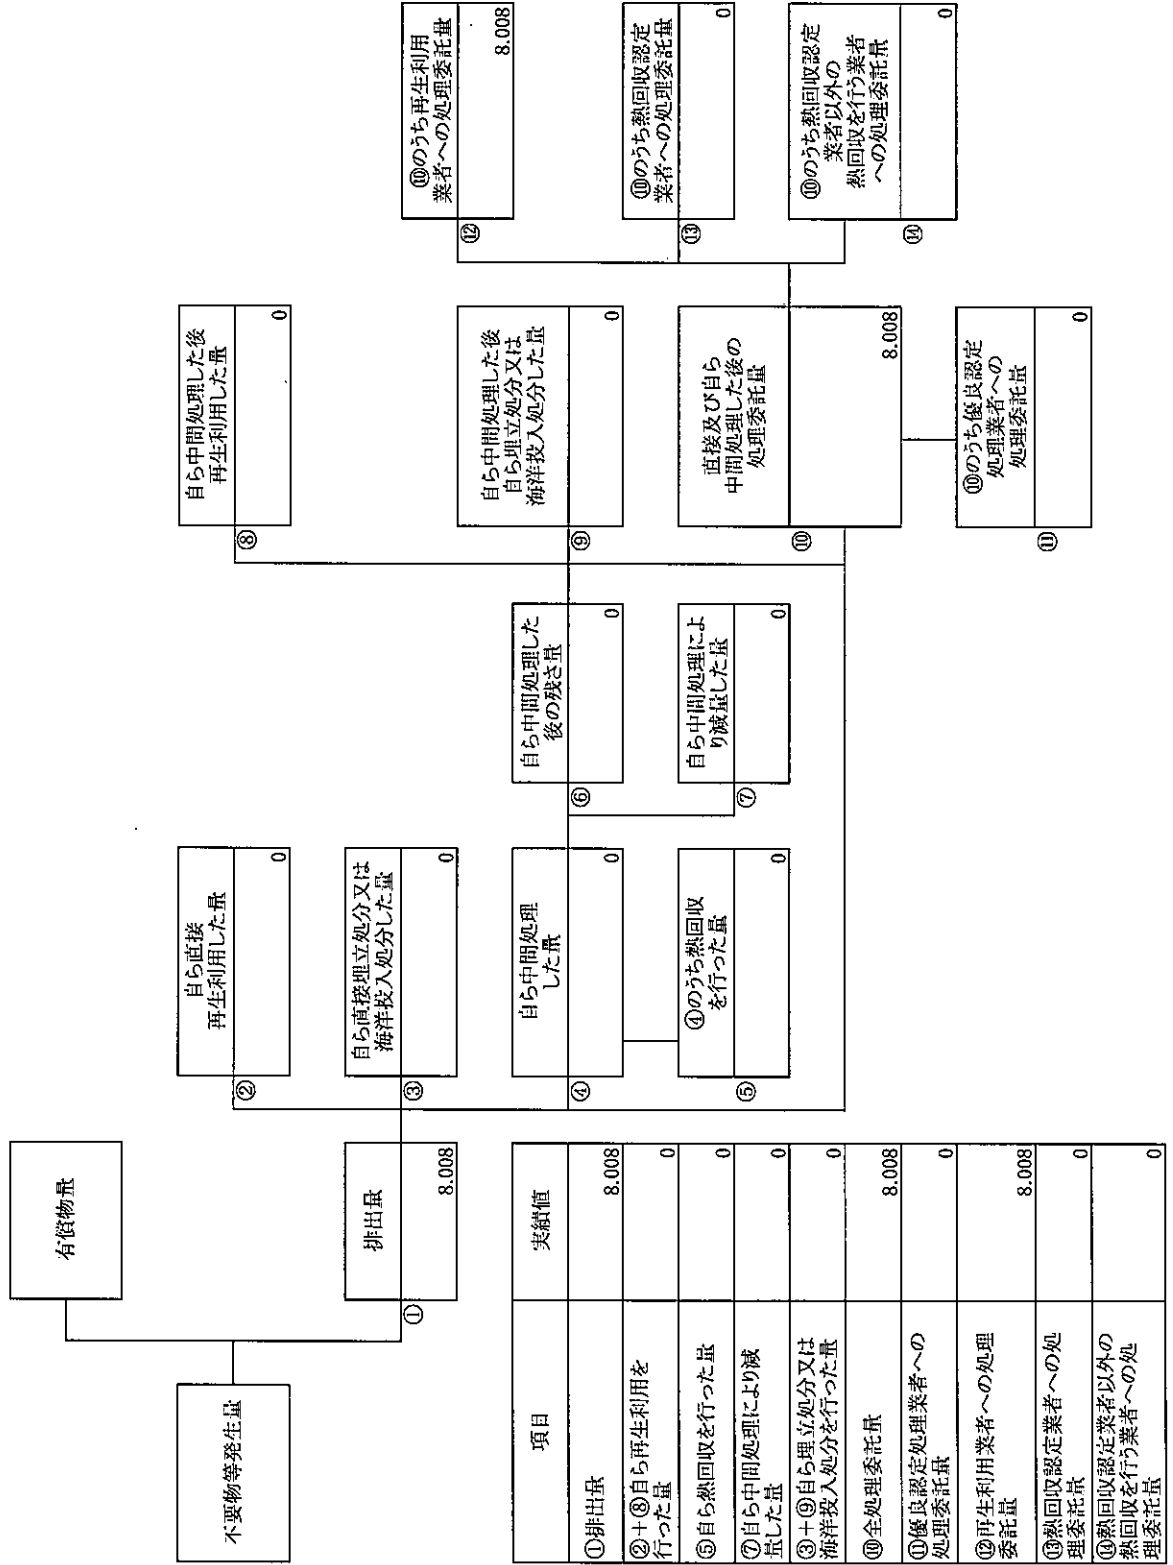 不要物等発生量
有償物量
①
排出量
8.008
②
自ら直接
再生利用した量
0
③
自ら直接埋立処分又は
海洋投入処分した量
0
④
自ら中間処理
した量
0
⑤
④のうち熱回収
を行った量
0
⑥
自ら中間処理した
後の残さ量
0
⑦
自ら中間処理によ
り減量した量
0
⑧
自ら中間処理した後
再生利用した量
0
⑨
自ら中間処理した後
自ら埋立処分又は
海洋投入処分した量
0
⑩
直接及び自ら
中間処理した後の
処理委託量
8.008
⑪
⑩のうち優良認定
処理業者への
処理委託量
0
⑫
⑩のうち再生利用
業者への処理委託量
8.008
⑬
⑩のうち熱回収認定
業者への処理委託量
0
⑭
⑩のうち熱回収認定
業者以外の
熱回収を行う業者
への処理委託量
0
項目 実績値
①排出量 8.008
②+⑧自ら再生利用を
行った量 0
⑤自ら熱回収を行った量 0
⑦自ら中間処理により減
量した量 0
③+⑨自ら埋立処分又は
海洋投入処分を行った量 0
⑩全処理委託量 8.008
⑪優良認定処理業者への
処理委託量 0
⑫再生利用業者への処理
委託量 8.008
⑬熱回収認定業者への処
理委託量 0
⑭熱回収認定業者以外の
熱回収を行う業者への処
理委託量 0